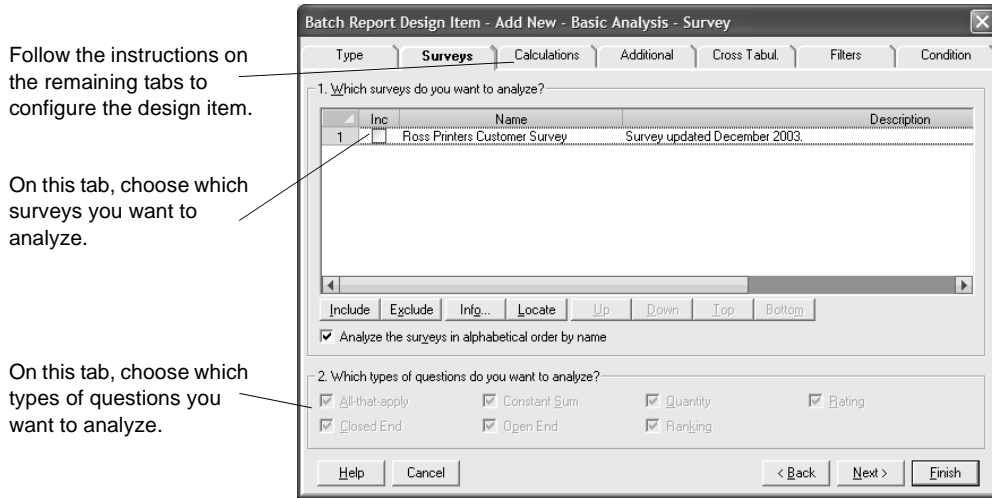 Batch Report Design Item - Add New - Basic Analysis - Survey
Follow the instructions on
the remaining tabs to
configure the design item.
Type Surveys Calculations Additional Cross Tabul. Filters Condition
1. Which surveys do you want to analyze?
Inc Name Description
1 Ross Printers Customer Survey Survey updated December 2003.
On this tab, choose which
surveys you want to
analyze.
Include Exclude Info... Locate Up Down Top Bottom
Analyze the surveys in alphabetical order by name
On this tab, choose which
types of questions you
want to analyze.
2. Which types of questions do you want to analyze?
All-that-apply Constant Sum Quantity Rating
Closed End Open End Ranking
Help Cancel < Back Next > Finish